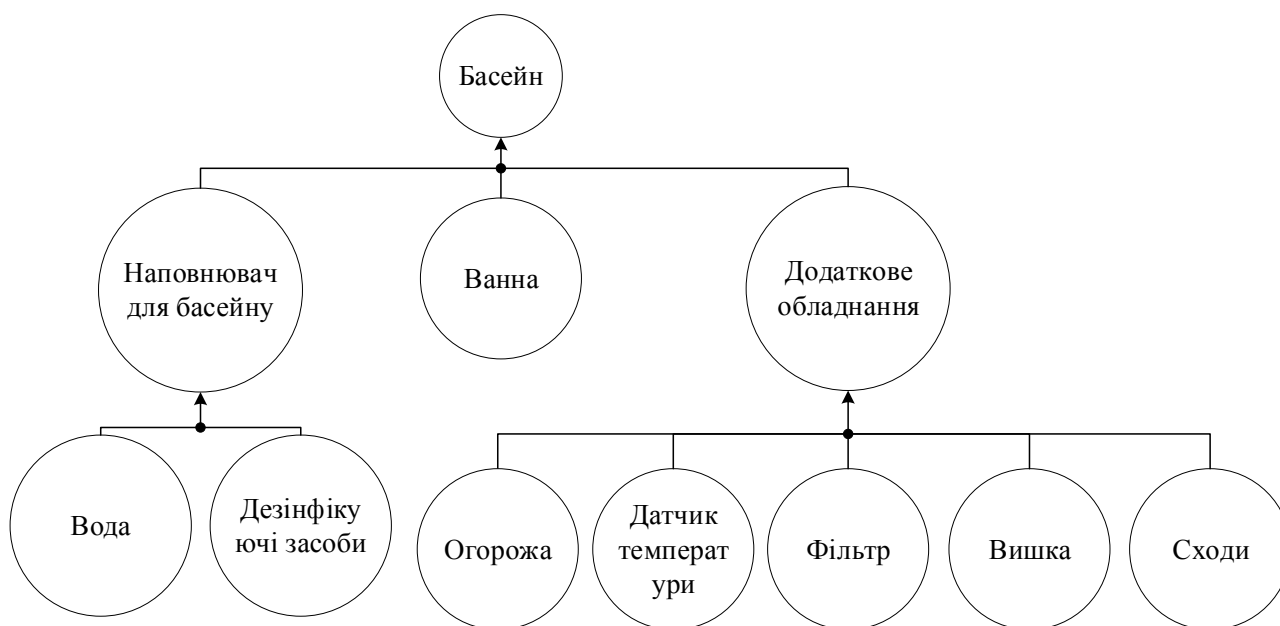 Басейн
Наповнювач
для басейну
Ванна
Додаткове
обладнання
Вода
Дезінфіку
ючі засоби
Огорожа
Датчик
температ
ури
Фільтр
Вишка
Сходи